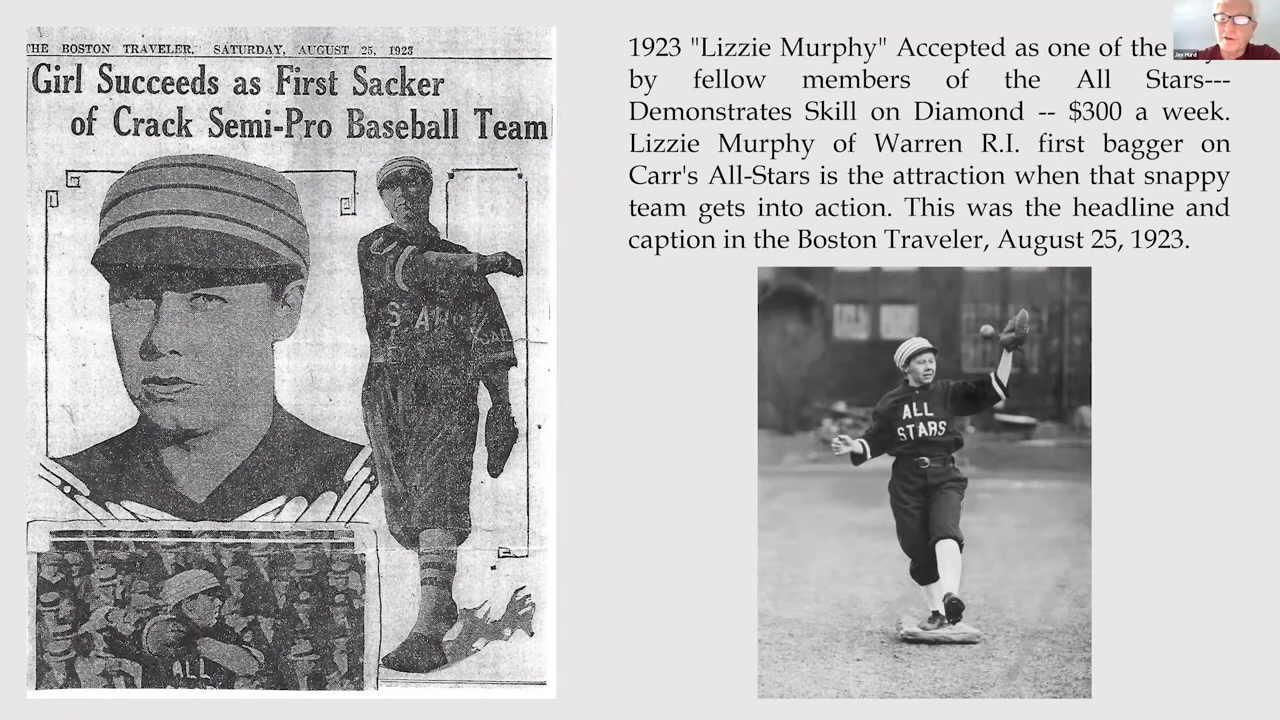 THE BOSTON TRAVELER, SATURDAY, AUGUST 25, 1923
Girl Succeeds as First Sacker
of Crack Semi-Pro Baseball Team
ALL
1923 "Lizzie Murphy" Accepted as one of the
by fellow members of the All Stars---
Demonstrates Skill on Diamond -- $300 a week.
Lizzie Murphy of Warren R.I. first bagger on
Carr's All-Stars is the attraction when that snappy
team gets into action. This was the headline and
caption in the Boston Traveler, August 25, 1923.
ALL
STARS
Jay Hurd